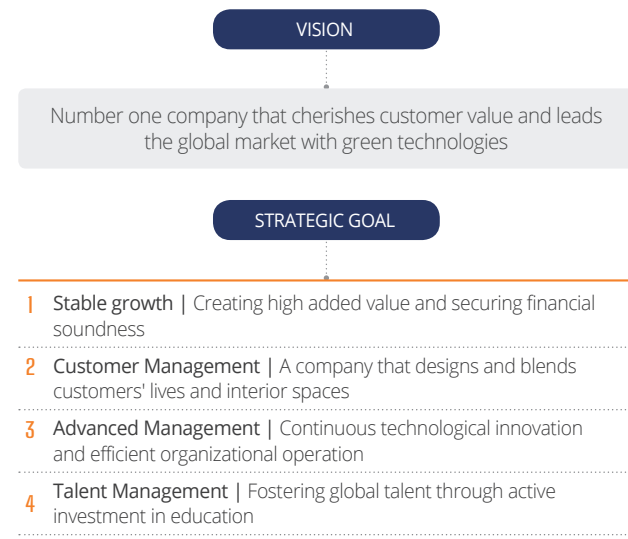 VISION
Number one company that cherishes customer value and leads
the global market with green technologies
STRATEGIC GOAL
1 Stable growth | Creating high added value and securing financial
soundness
2 Customer Management | A company that designs and blends
customers' lives and interior spaces
3 Advanced Management | Continuous technological innovation
and efficient organizational operation
4 Talent Management | Fostering global talent through active
investment in education